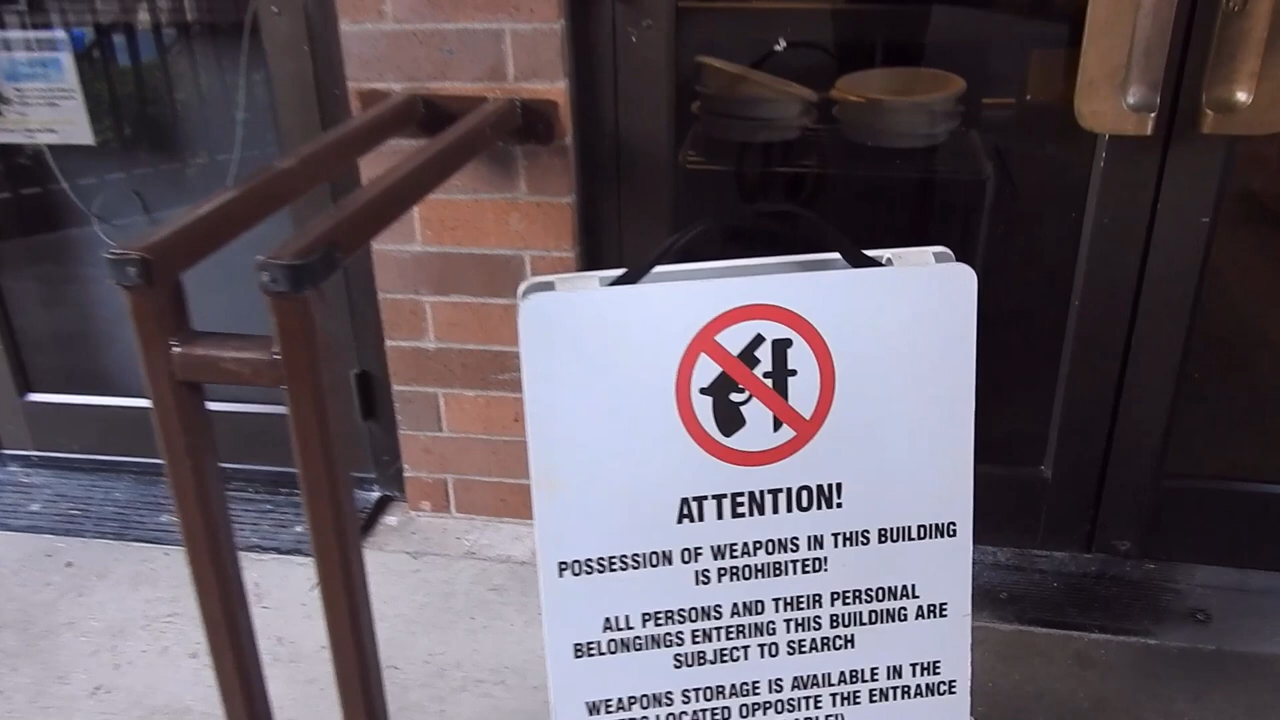 ATTENTION!
POSSESSION OF WEAPONS IN THIS BUILDING
IS PROHIBITED!
ALL PERSONS AND THEIR PERSONAL
BELONGINGS ENTERING THIS BUILDING ARE
SUBJECT TO SEARCH
WEAPONS STORAGE IS AVAILABLE IN THE
LOCATED OPPOSITE THE ENTRANCE